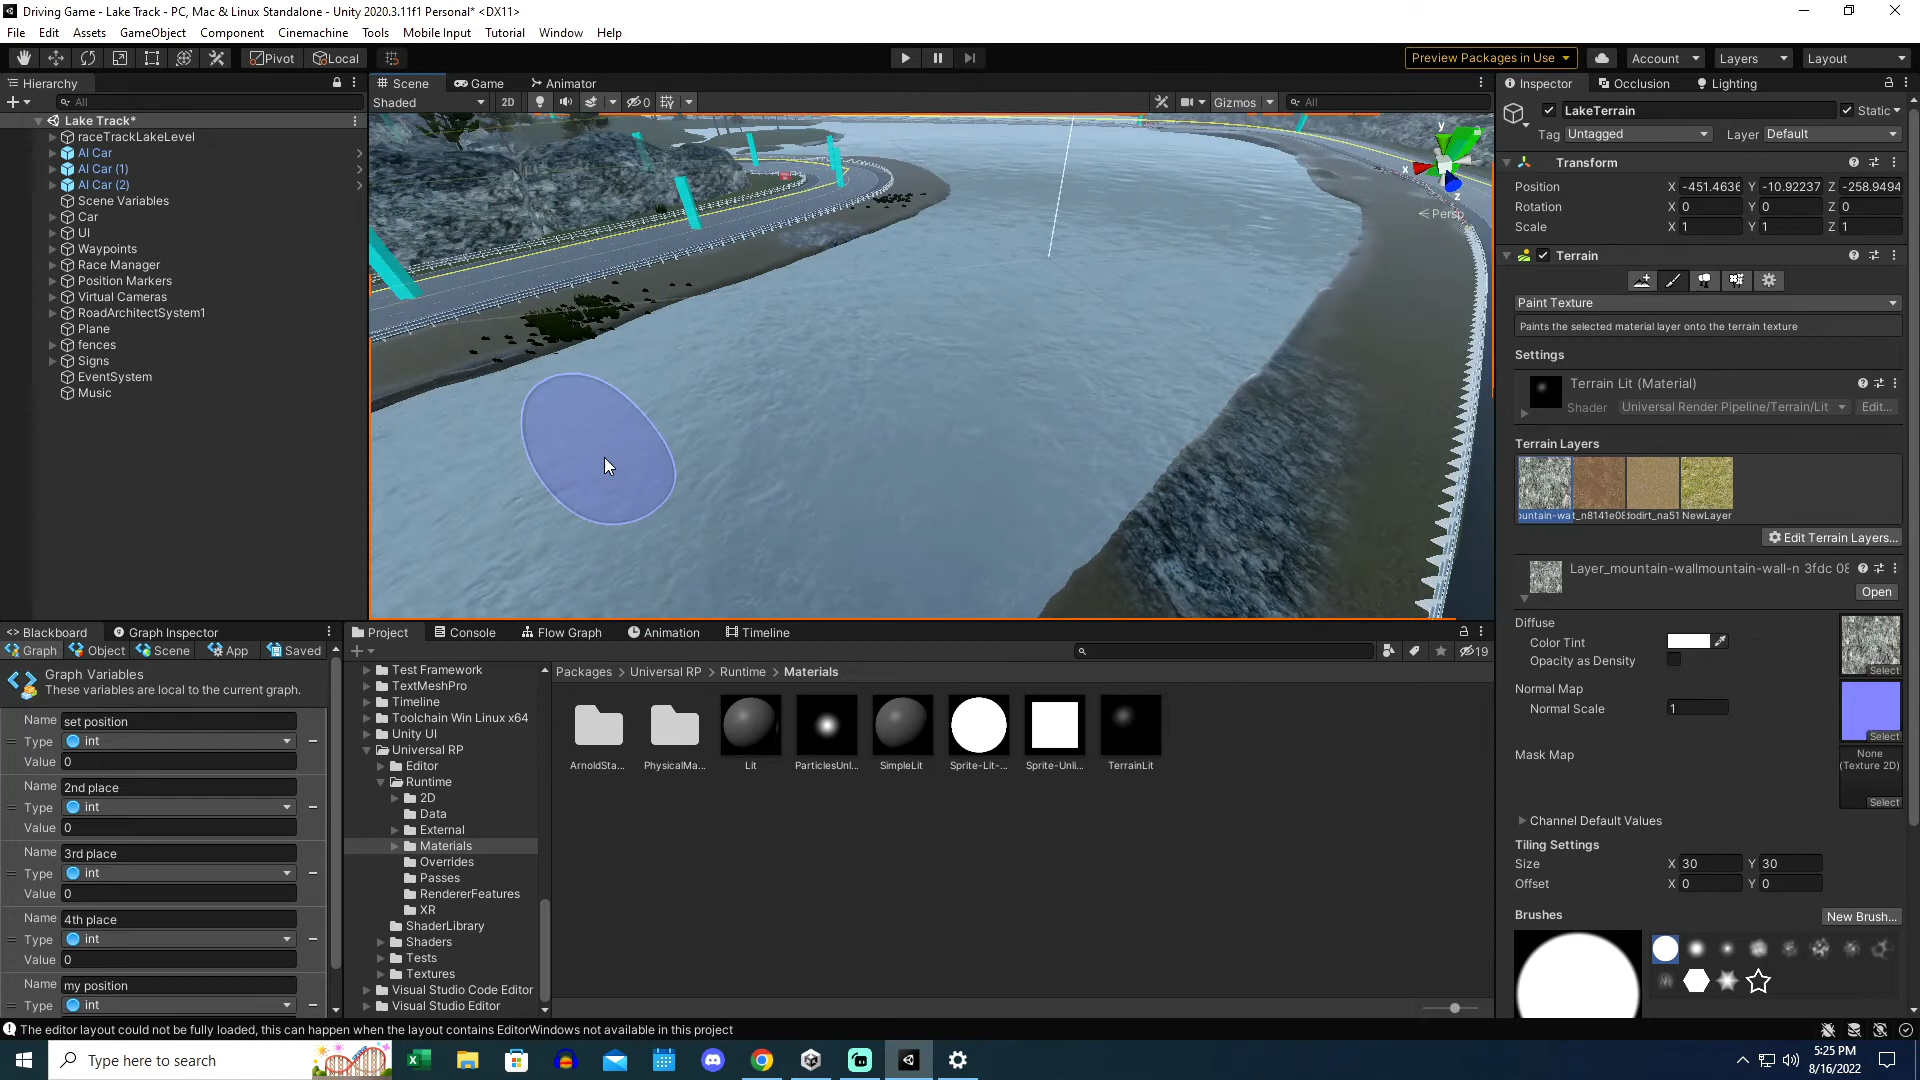 Driving Game - Lake Track - PC, Mac & Linux Standalone - Unity 2020.3.11f1 Personal* <DX11>
File Edit Assets GameObject Component Cinemachine Tools Mobile Input Tutorial Window Help
Pivot Local
Preview Packages in Use
Account Layers Layout
Hierarchy
All
Lake Track*
raceTrackLakeLevel
AI Car
AI Car (1)
AI Car (2)
Scene Variables
Car
UI
Waypoints
Race Manager
Position Markers
Virtual Cameras
RoadArchitectSystem1
Plane
fences
Signs
EventSystem
Music
Scene Game Animator
Shaded 2D 0 Gizmos All
y
x
z
Persp
Inspector Occlusion Lighting
LakeTerrain Static
Tag Untagged Layer Default
Transform
Position X -451.4636 Y -10.92237 Z -258.9494
Rotation X 0 Y 0 Z 0
Scale X 1 Y 1 Z 1
Terrain
Paint Texture
Paints the selected material layer onto the terrain texture
Settings
Terrain Lit (Material)
Shader Universal Render Pipeline/Terrain/Lit Edit...
Terrain Layers
NewLayer
Edit Terrain Layers...
Layer_mountain-wallmountain-wall-n 3fdc 08
Open
Diffuse
Color Tint
Opacity as Density
Select
Normal Map
Normal Scale 1
Select
Mask Map
None
(Texture 2D)
Select
Channel Default Values
Tiling Settings
Size X 30 Y 30
Offset X 0 Y 0
Brushes New Brush...
Blackboard Graph Inspector
Graph Object Scene App Saved
Graph Variables
These variables are local to the current graph.
Name set position
Type int
Value 0
Name 2nd place
Type int
Value 0
Name 3rd place
Type int
Value 0
Name 4th place
Type int
Value 0
Name my position
Type int
Project Console Flow Graph Animation Timeline
19
Test Framework
TextMeshPro
Timeline
Toolchain Win Linux x64
Unity UI
Universal RP
Editor
Runtime
2D
Data
External
Materials
Overrides
Passes
RendererFeatures
XR
ShaderLibrary
Shaders
Tests
Textures
Visual Studio Code Editor
Visual Studio Editor
Packages > Universal RP > Runtime > Materials
ArnoldSta... PhysicalMa... Lit ParticlesUnl... SimpleLit Sprite-Lit-... Sprite-Unli... TerrainLit
The editor layout could not be fully loaded, this can happen when the layout contains EditorWindows not available in this project
Type here to search
5:25 PM
8/16/2022